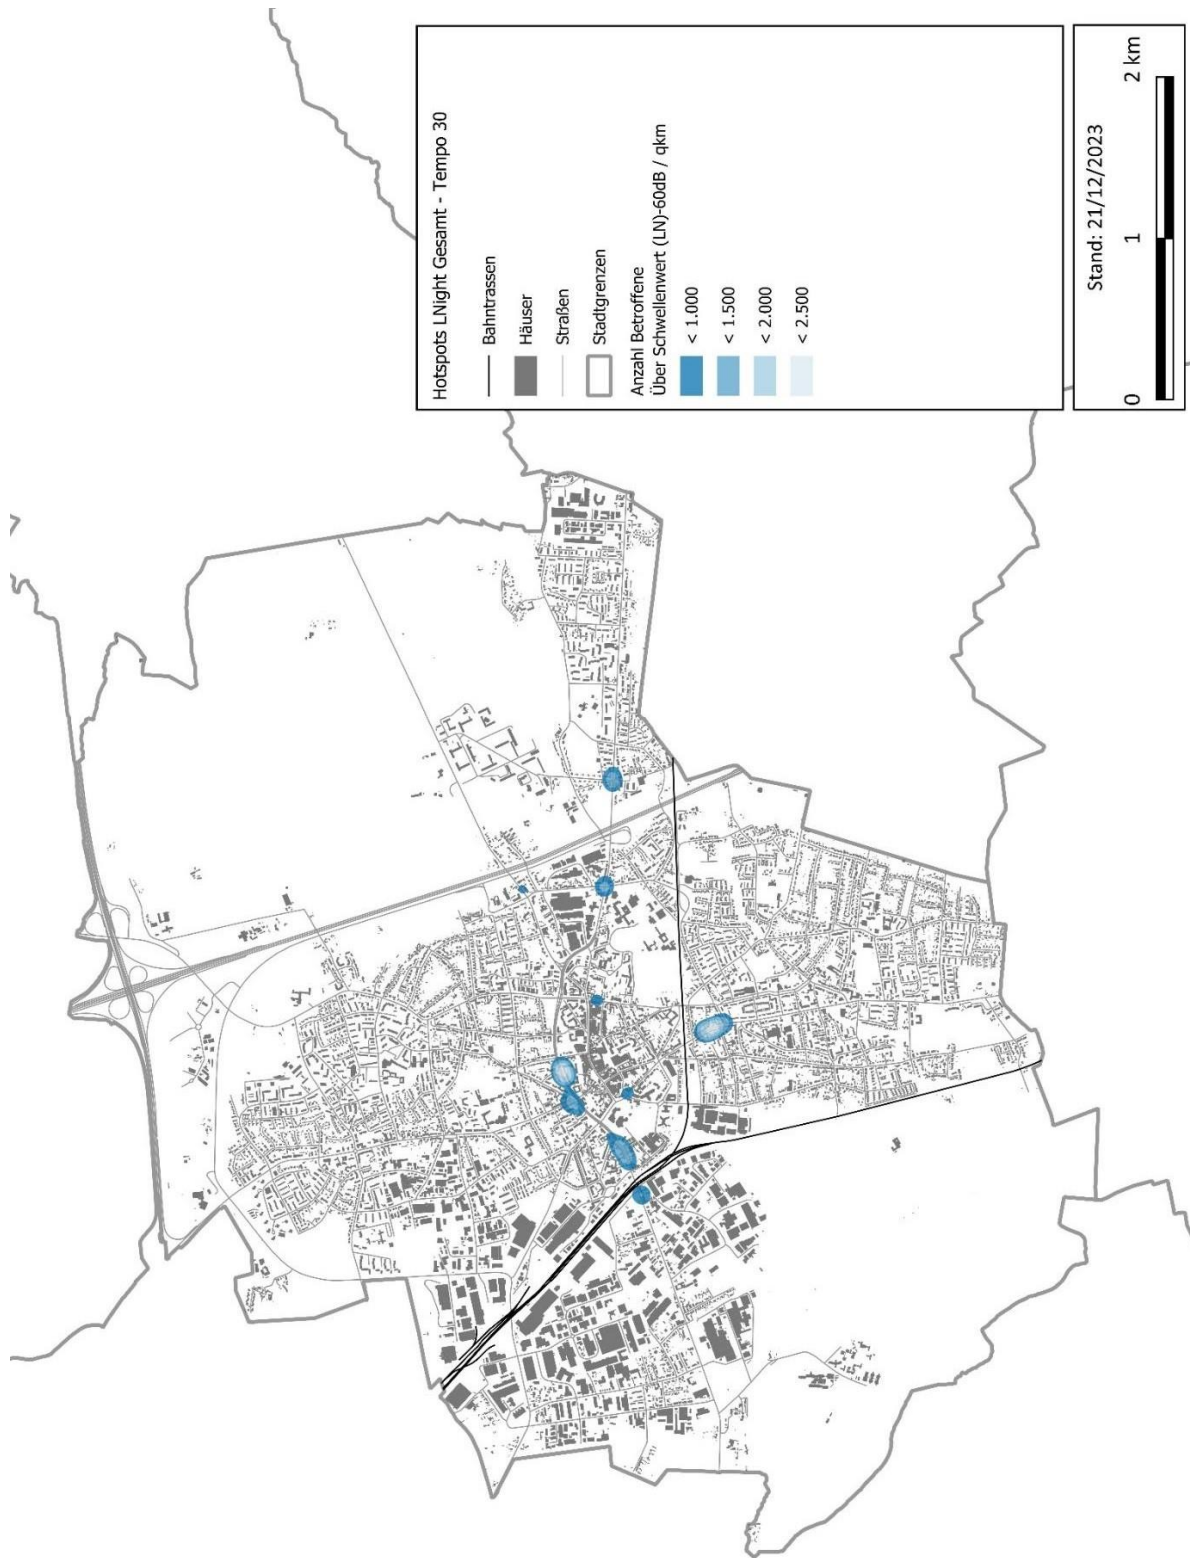 Hotspots LNight Gesamt - Tempo 30
Bahntrassen
Häuser
Straßen
Stadtgrenzen
Anzahl Betroffene
Über Schwellenwert (LN)-60dB / qkm
< 1.000
< 1.500
< 2.000
< 2.500
Stand: 21/12/2023
0 1 2 km